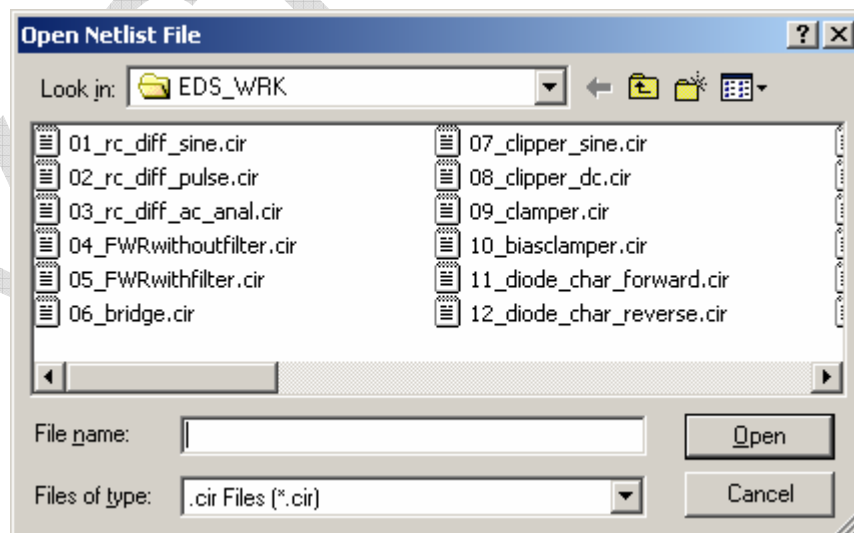 Open Netlist File
Look in: EDS_WRK
01_rc_diff_sine.cir
02_rc_diff_pulse.cir
03_rc_diff_ac_anal.cir
04_FWRwithoutfilter.cir
05_FWRwithfilter.cir
06_bridge.cir
07_clipper_sine.cir
08_clipper_dc.cir
09_clamper.cir
10_biasclamper.cir
11_diode_char_forward.cir
12_diode_char_reverse.cir
File name:
Open
Files of type: .cir Files (*.cir)
Cancel